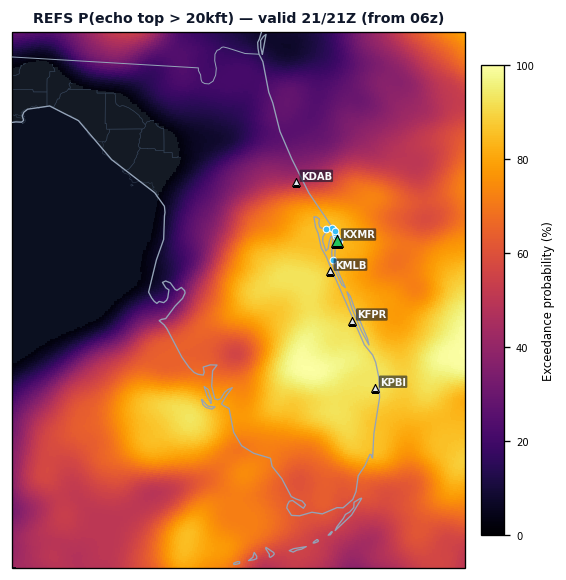 REFS P(echo top > 20kft) — valid 21/21Z (from 06z)
KDAB
KXMR
KMLB
KFPR
KPBI
100
80
60
40
20
0
Exceedance probability (%)